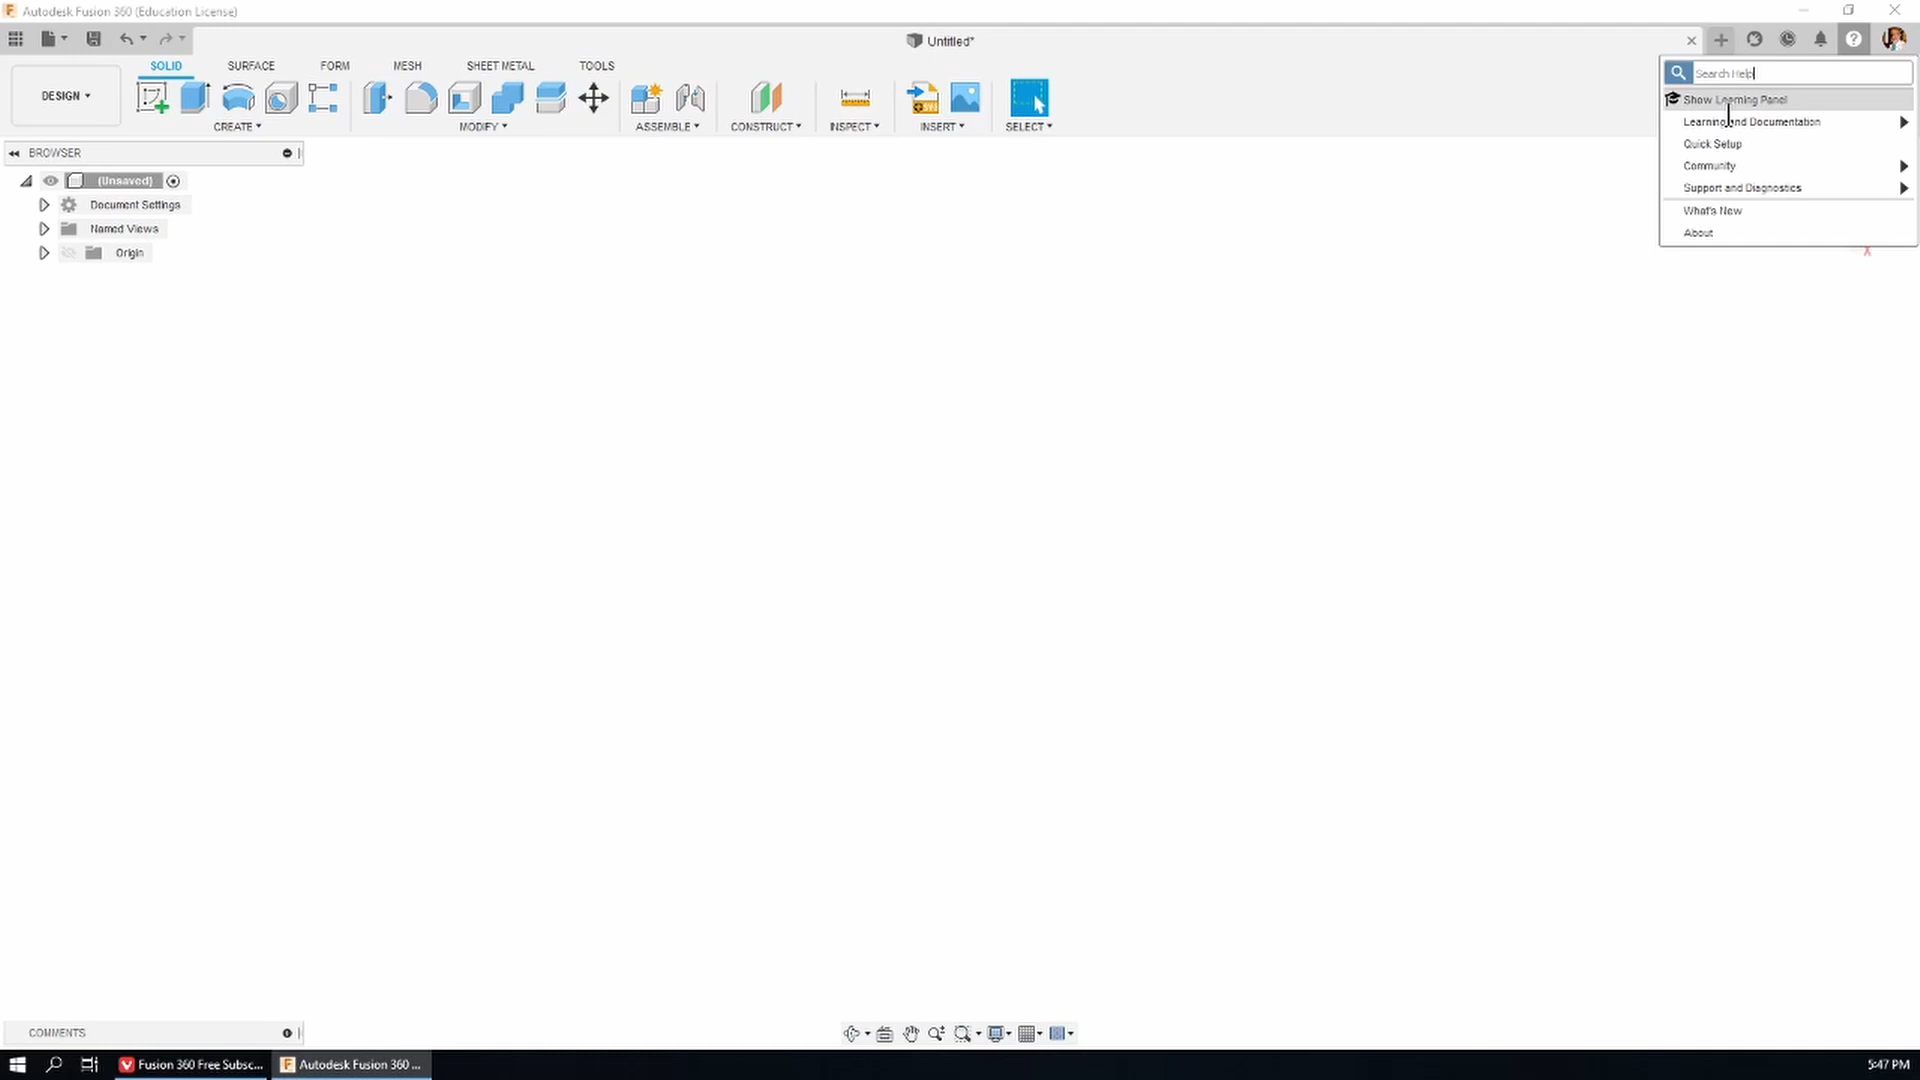 Autodesk Fusion 360 (Education License)
Untitled*
SOLID SURFACE FORM MESH SHEET METAL TOOLS
DESIGN
CREATE MODIFY ASSEMBLE CONSTRUCT INSPECT INSERT SELECT
Search Help
Show Learning Panel
Learning and Documentation
Quick Setup
Community
Support and Diagnostics
What's New
About
X
BROWSER
(Unsaved)
Document Settings
Named Views
Origin
COMMENTS
Fusion 360 Free Subsc...
Autodesk Fusion 360 ...
5:47 PM